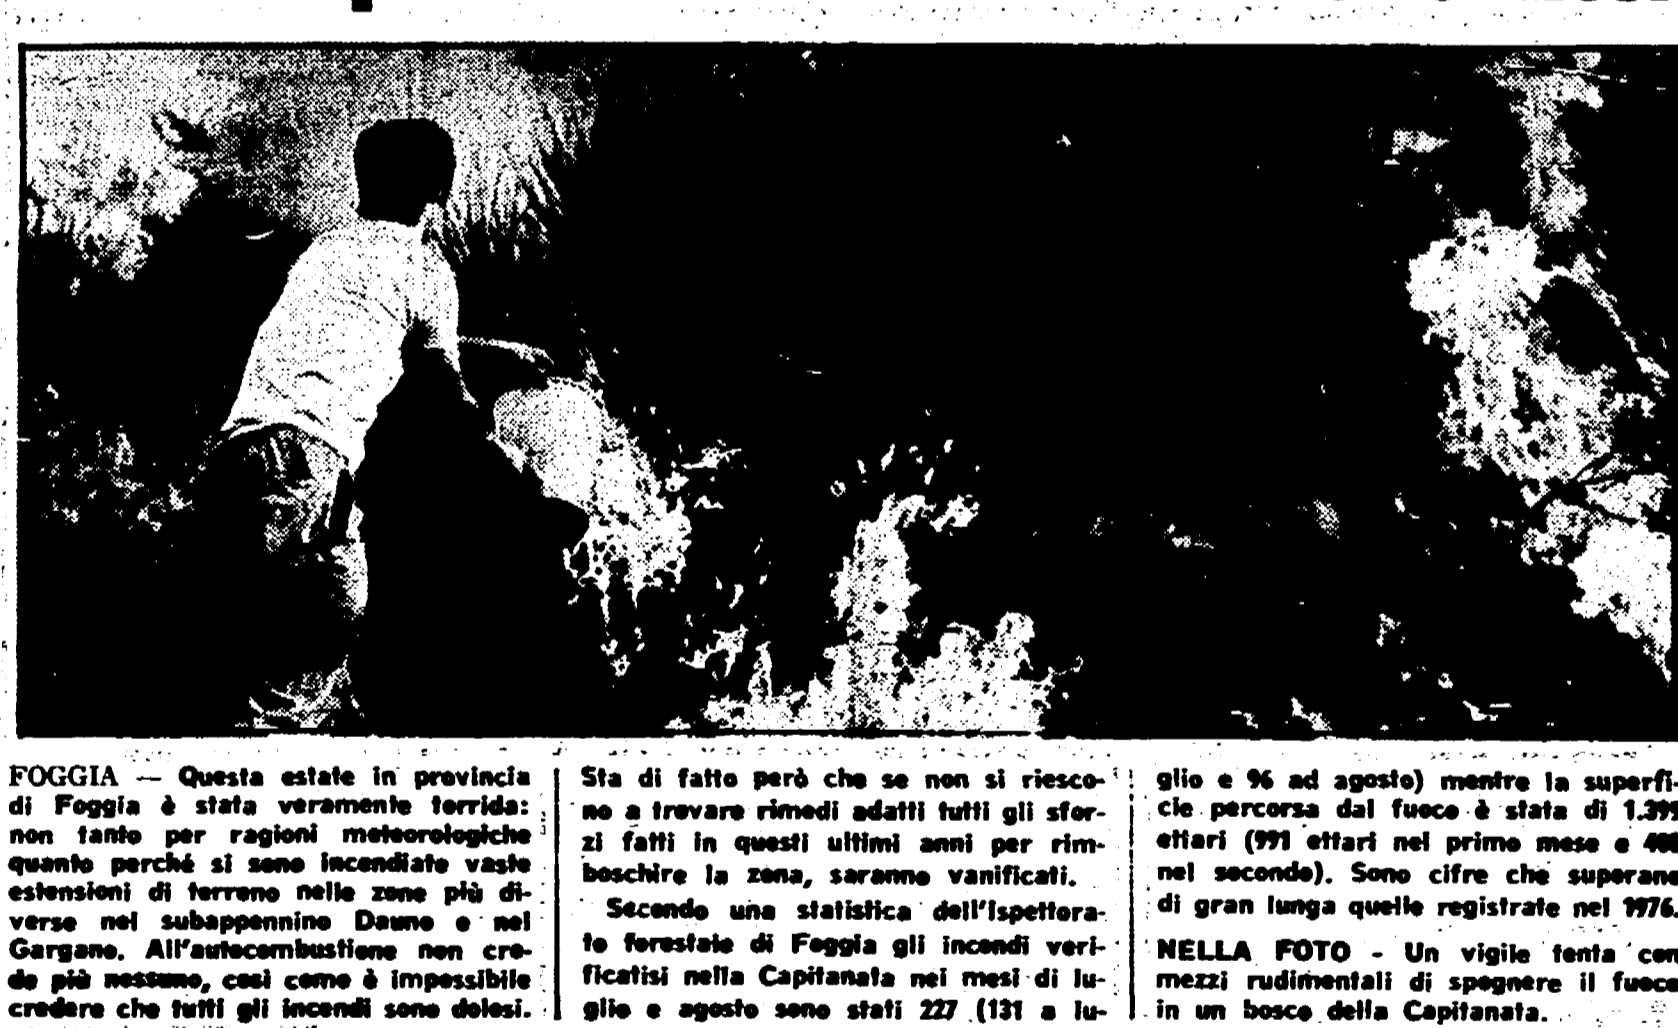 FOGGIA — Questa estate in provincia
di Foggia è stata veramente torrida:
non tanto per ragioni meteorologiche
quanto perché si sono incendiate vaste
estensioni di terreno nelle zone più di-
verse nel subappennino Dauno e nel
Gargano. All'autocombustione non cre-
de più nessuno, così come è impossibile
credere che tutti gli incendi sono dolosi.
Sta di fatto però che se non si riesco-
no a trovare rimedi adatti tutti gli sfor-
zi fatti in questi ultimi anni per rim-
boschire la zona, saranno vanificati.
Secondo una statistica dell'Ispettora-
to forestale di Foggia gli incendi veri-
ficatisi nella Capitanata nei mesi di lu-
glio e agosto sono stati 227 (131 a lu-
glio e 96 ad agosto) mentre la superfi-
cie percorsa dal fuoco è stata di 1.399
ettari (991 ettari nel primo mese e 408
nel secondo). Sono cifre che superano
di gran lunga quelle registrate nel 1976.
NELLA FOTO - Un vigile tenta con
mezzi rudimentali di spegnere il fuoco
in un bosco della Capitanata.